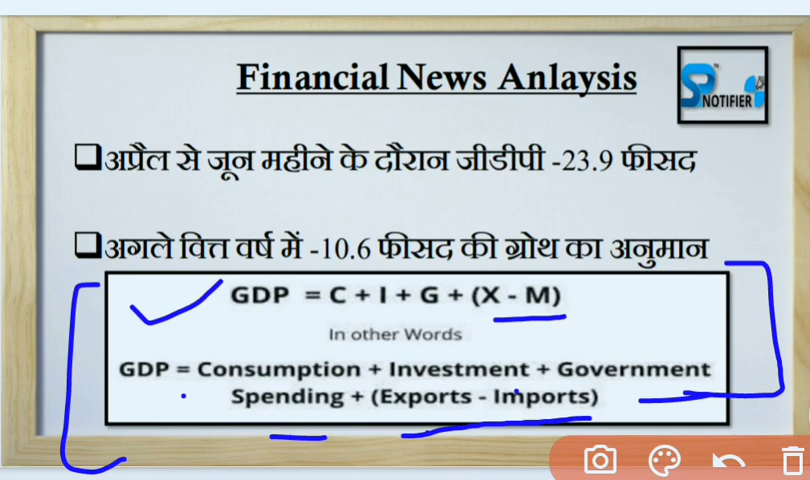 Financial News Anlaysis
S NOTIFIER
❑अप्रैल से जून महीने के दौरान जीडीपी -23.9 फीसद
❑अगले वित्त वर्ष में -10.6 फीसद की ग्रोथ का अनुमान
GDP = C + I + G + (X - M)
In other Words
GDP = Consumption + Investment + Government
Spending + (Exports - Imports)